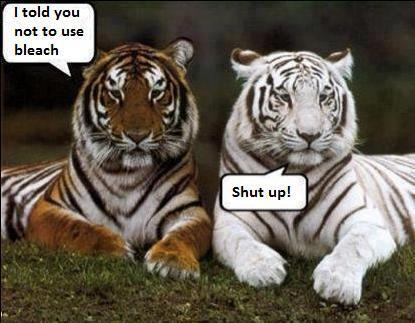 I told you
not to use
bleach
Shut up!